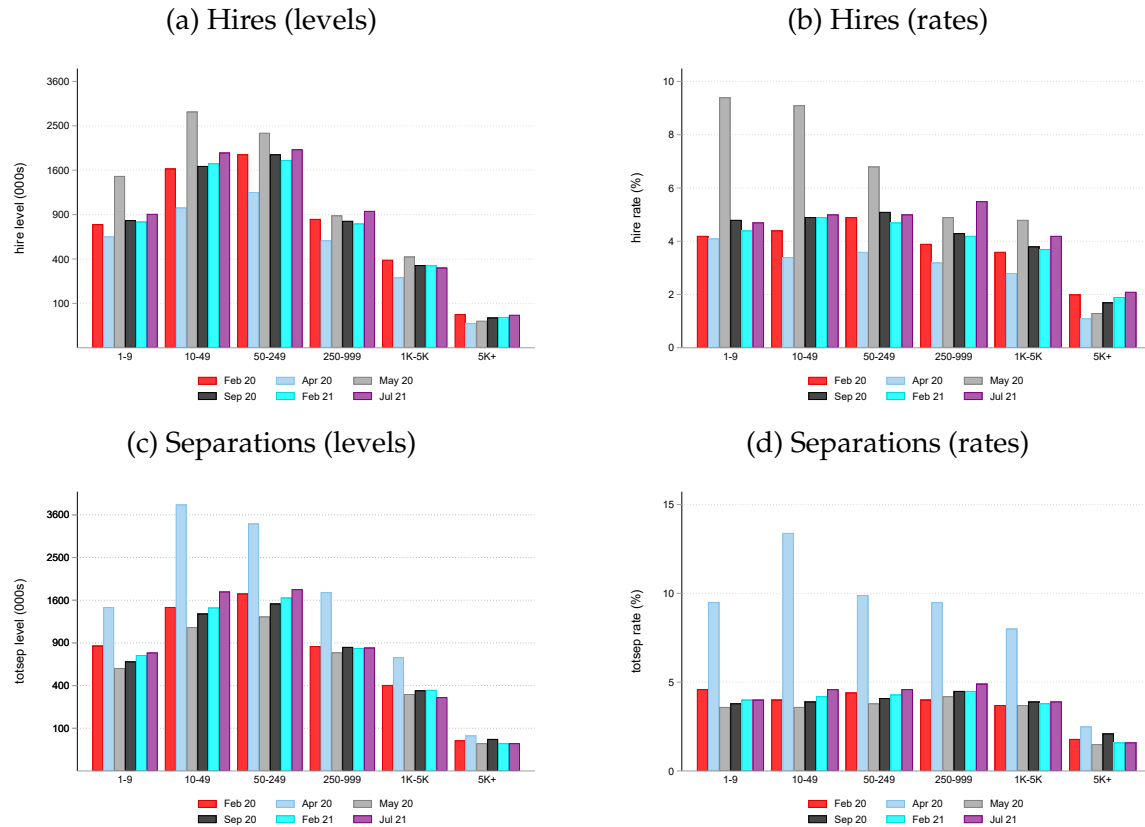 (a) Hires (levels)
3600
2500
1600
900
400
100
hire level (000s)
1-9 10-49 50-249 250-999 1K-5K 5K+
Feb 20 Apr 20 May 20
Sep 20 Feb 21 Jul 21
(b) Hires (rates)
10
8
6
4
2
0
hire rate (%)
1-9 10-49 50-249 250-999 1K-5K 5K+
Feb 20 Apr 20 May 20
Sep 20 Feb 21 Jul 21
(c) Separations (levels)
3600
2500
1600
900
400
100
totsep level (000s)
1-9 10-49 50-249 250-999 1K-5K 5K+
Feb 20 Apr 20 May 20
Sep 20 Feb 21 Jul 21
(d) Separations (rates)
15
10
5
0
totsep rate (%)
1-9 10-49 50-249 250-999 1K-5K 5K+
Feb 20 Apr 20 May 20
Sep 20 Feb 21 Jul 21